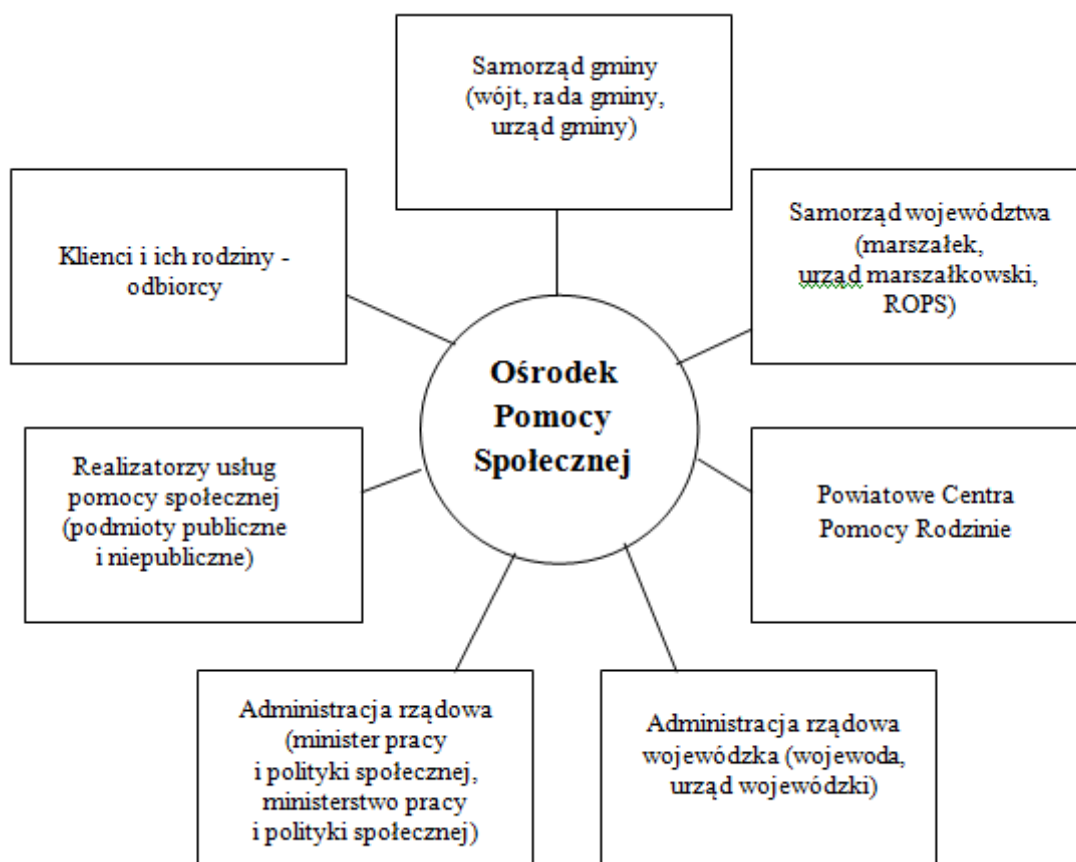 Samorząd gminy
(wójt, rada gminy,
urząd gminy)
Klienci i ich rodziny -
odbiorcy
Samorząd województwa
(marszałek,
urząd marszałkowski,
ROPS)
Ośrodek
Pomocy
Społecznej
Realizatorzy usług
pomocy społecznej
(podmioty publiczne
i niepubliczne)
Powiatowe Centra
Pomocy Rodzinie
Administracja rządowa
(minister pracy
i polityki społecznej,
ministerstwo pracy
i polityki społecznej)
Administracja rządowa
wojewódzka (wojewoda,
urząd wojewódzki)